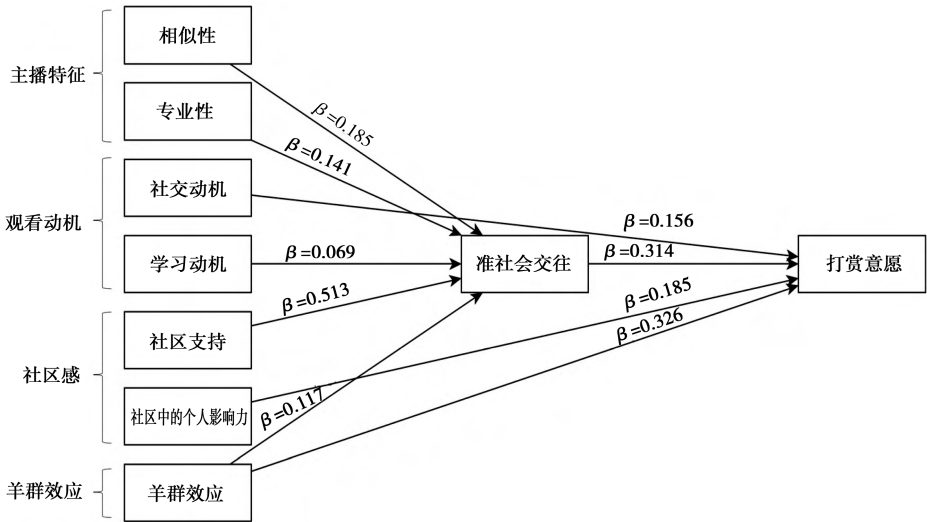 相似性
主播特征
专业性
β=0.185
β=0.141
社交动机
观看动机
学习动机
β=0.069
β=0.156
准社会交往
β=0.314
打赏意愿
β=0.513
β=0.185
β=0.326
社区支持
社区感
社区中的个人影响力
β=0.117
羊群效应
羊群效应